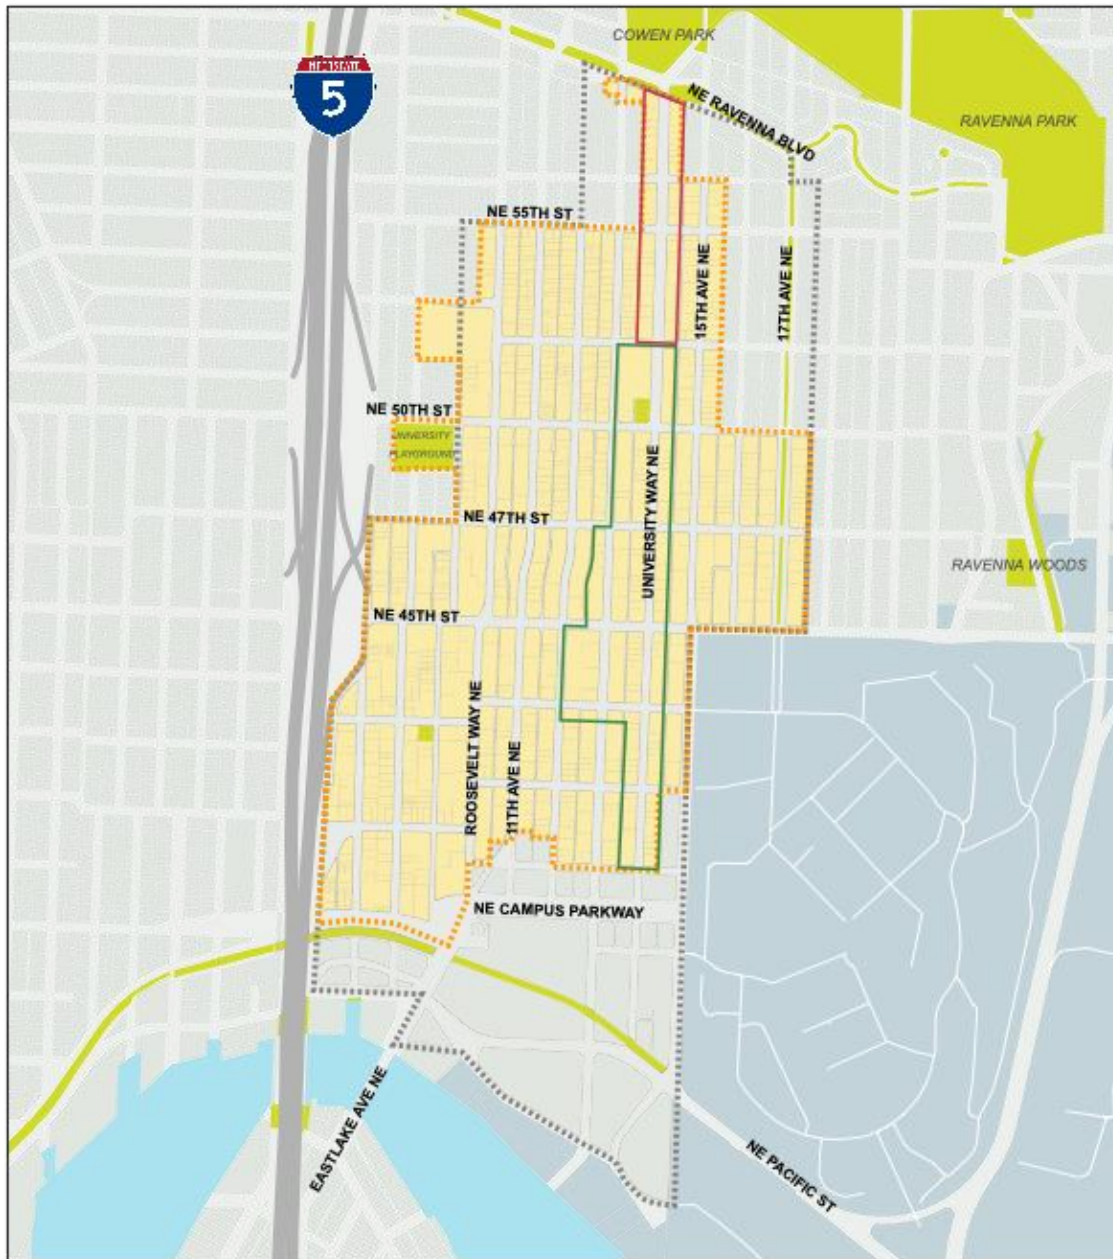 COWEN PARK
INTERSTATE
5
NE RAVENNA BLVD
RAVENNA PARK
NE 55TH ST
15TH AVE NE
17TH AVE NE
NE 50TH ST
UNIVERSITY
PLAYGROUND
UNIVERSITY WAY NE
NE 47TH ST
RAVENNA WOODS
NE 45TH ST
ROOSEVELT WAY NE
11TH AVE NE
NE CAMPUS PARKWAY
EASTLAKE AVE NE
NE PACIFIC ST